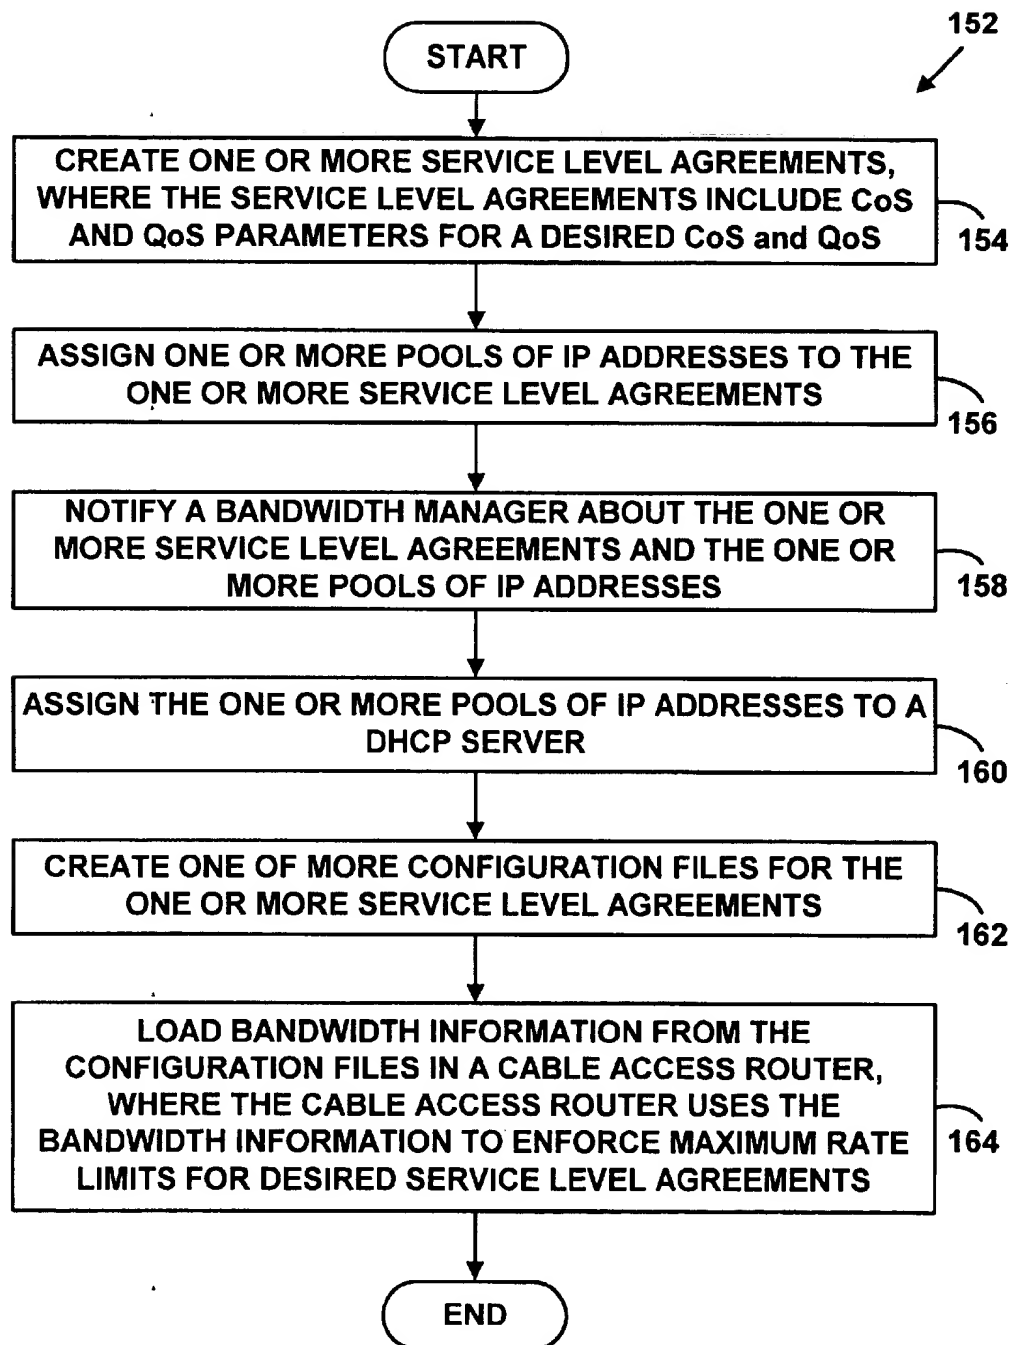 152
START
CREATE ONE OR MORE SERVICE LEVEL AGREEMENTS,
WHERE THE SERVICE LEVEL AGREEMENTS INCLUDE CoS
AND QoS PARAMETERS FOR A DESIRED CoS and QoS
154
ASSIGN ONE OR MORE POOLS OF IP ADDRESSES TO THE
ONE OR MORE SERVICE LEVEL AGREEMENTS
156
NOTIFY A BANDWIDTH MANAGER ABOUT THE ONE OR
MORE SERVICE LEVEL AGREEMENTS AND THE ONE OR
MORE POOLS OF IP ADDRESSES
158
ASSIGN THE ONE OR MORE POOLS OF IP ADDRESSES TO A
DHCP SERVER
160
CREATE ONE OF MORE CONFIGURATION FILES FOR THE
ONE OR MORE SERVICE LEVEL AGREEMENTS
162
LOAD BANDWIDTH INFORMATION FROM THE
CONFIGURATION FILES IN A CABLE ACCESS ROUTER,
WHERE THE CABLE ACCESS ROUTER USES THE
BANDWIDTH INFORMATION TO ENFORCE MAXIMUM RATE
LIMITS FOR DESIRED SERVICE LEVEL AGREEMENTS
164
END